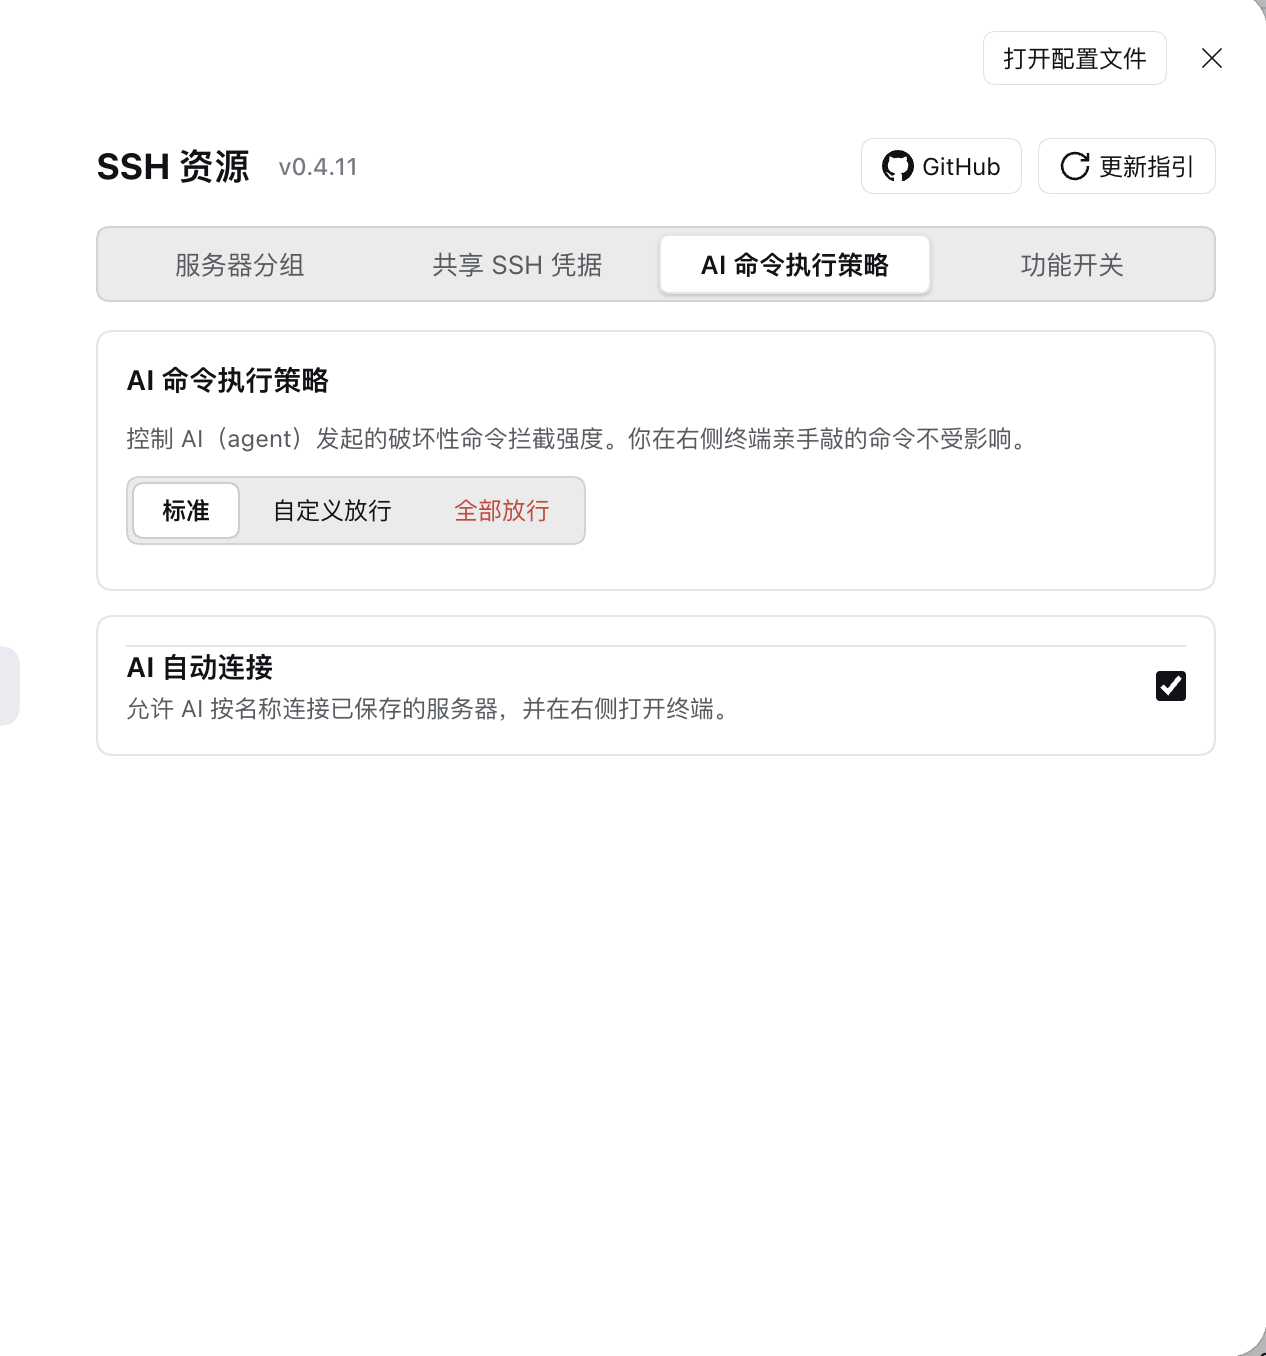 打开配置文件
SSH 资源 v0.4.11
GitHub
更新指引
服务器分组
共享 SSH 凭据
AI 命令执行策略
功能开关
AI 命令执行策略
控制 AI（agent）发起的破坏性命令拦截强度。你在右侧终端亲手敲的命令不受影响。
标准
自定义放行
全部放行
AI 自动连接
允许 AI 按名称连接已保存的服务器，并在右侧打开终端。